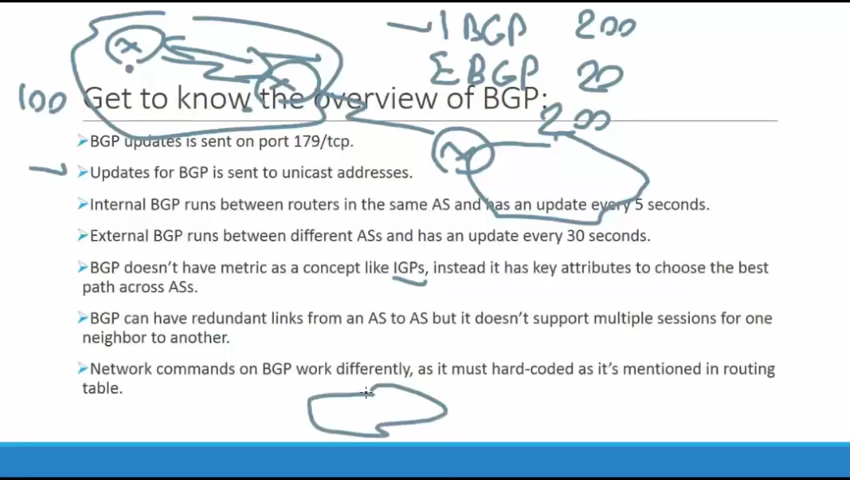 IBGP 200
EBGP 20
100 Get to know the overview of BGP:
200
➢BGP updates is sent on port 179/tcp.
➢Updates for BGP is sent to unicast addresses.
➢Internal BGP runs between routers in the same AS and has an update every 5 seconds.
➢External BGP runs between different ASs and has an update every 30 seconds.
➢BGP doesn't have metric as a concept like IGPs, instead it has key attributes to choose the best
path across ASs.
➢BGP can have redundant links from an AS to AS but it doesn't support multiple sessions for one
neighbor to another.
➢Network commands on BGP work differently, as it must hard-coded as it's mentioned in routing
table.